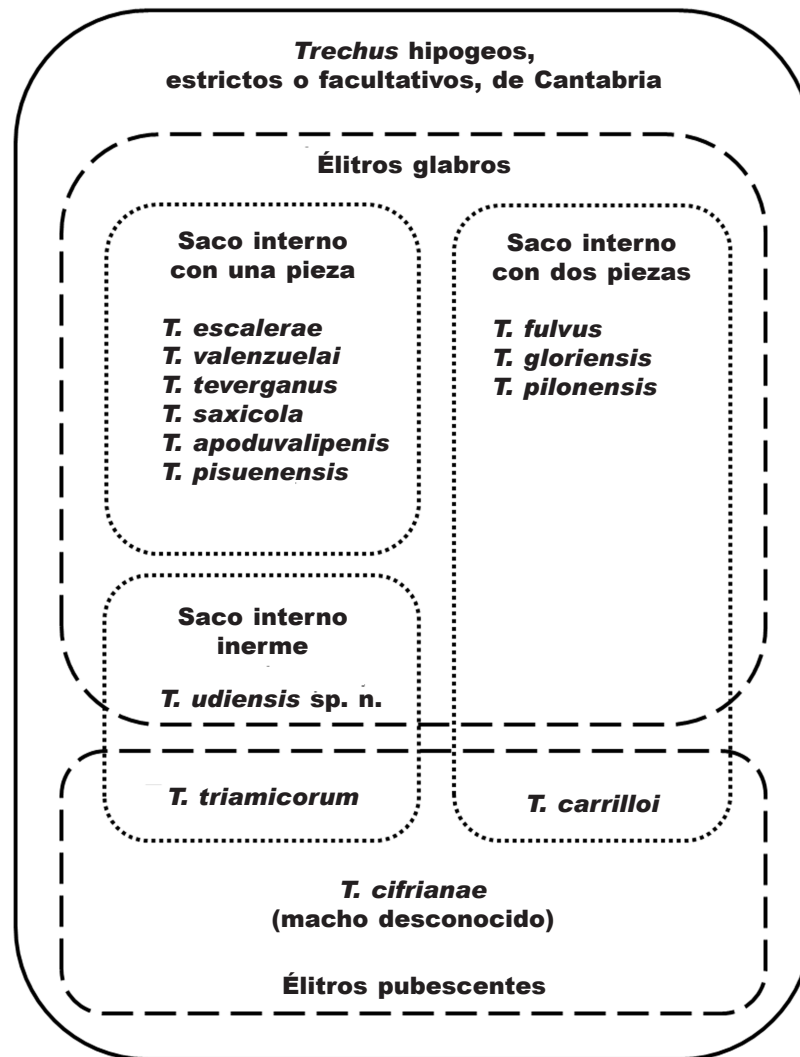 Trechus hipogeos,
estrictos o facultativos, de Cantabria
Élitros glabros
Saco interno
con una pieza
T. escalerae
T. valenzuelai
T. teverganus
T. saxicola
T. apoduvalipenis
T. pisuenensis
Saco interno
con dos piezas
T. fulvus
T. gloriensis
T. pilonensis
Saco interno
inerme
T. udiensis sp. n.
T. triamicorum
T. carrilloi
T. cifrianae
(macho desconocido)
Élitros pubescentes